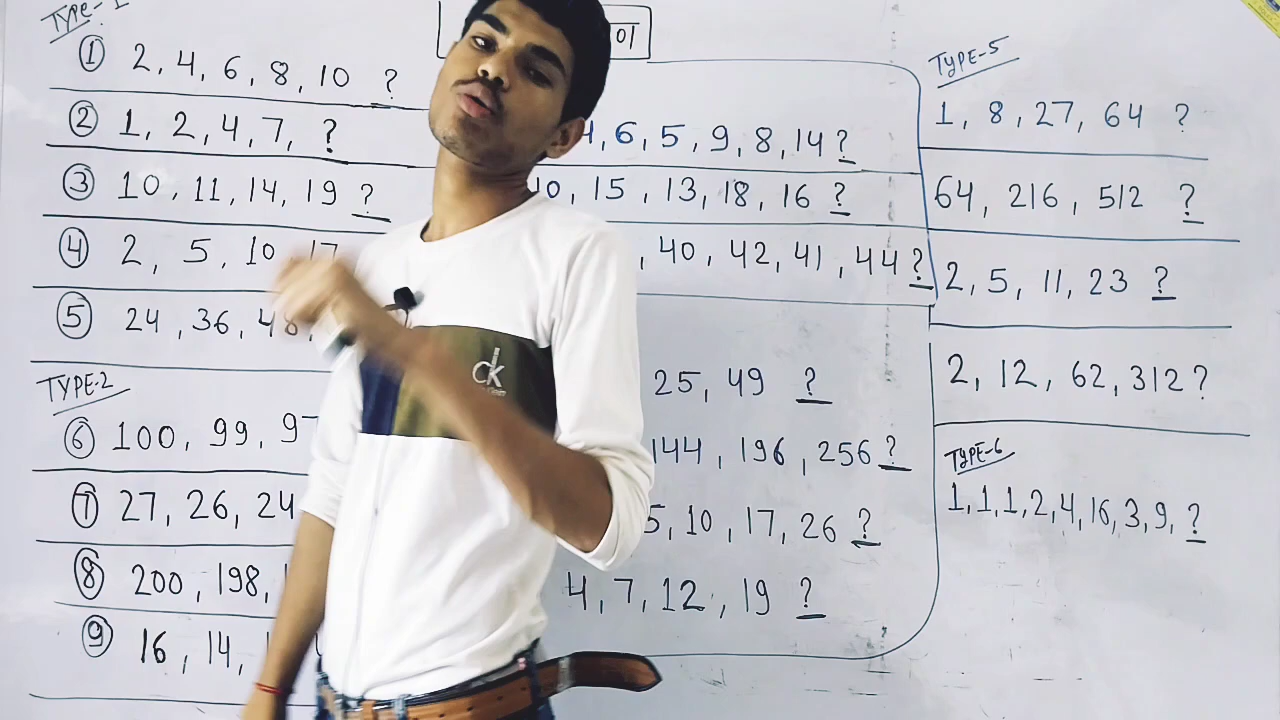 Type-1
① 2, 4, 6, 8, 10 ?
② 1, 2, 4, 7, ?
③ 10, 11, 14, 19 ?
④ 2, 5, 10, 17
⑤ 24, 36, 48,
TYPE-2
⑥ 100, 99, 97
⑦ 27, 26, 24
⑧ 200, 198,
⑨ 16, 14,
01
4, 6, 5, 9, 8, 14 ?
10, 15, 13, 18, 16 ?
, 40, 42, 41, 44 ?
ck
25, 49 ?
144, 196, 256 ?
5, 10, 17, 26 ?
4, 7, 12, 19 ?
TYPE-5
1, 8, 27, 64 ?
64, 216, 512 ?
2, 5, 11, 23 ?
2, 12, 62, 312 ?
TYPE-6
1, 1, 1, 2, 4, 16, 3, 9, ?